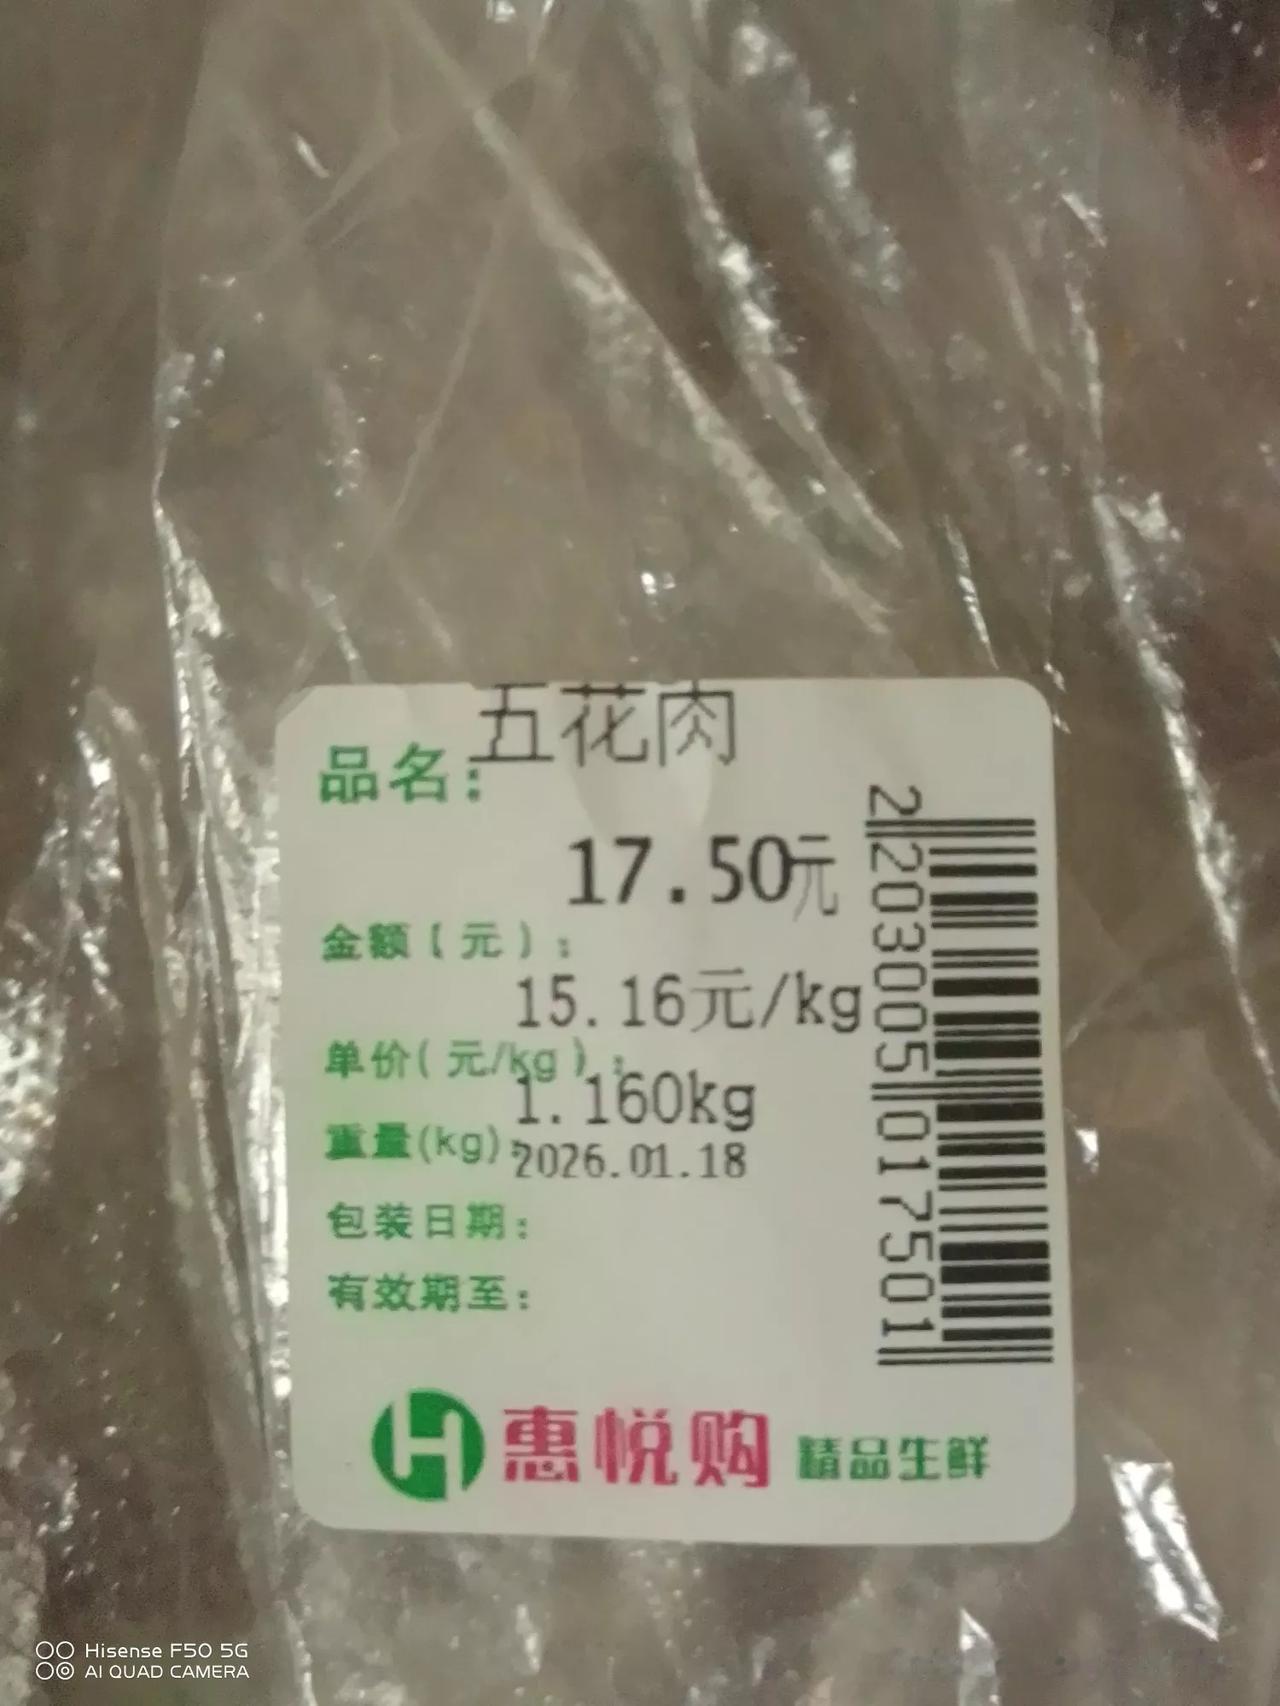 五花肉
品名:
17.50元
金额(元):
15.16元/kg
单价(元/kg):
1.160kg
重量(kg):
2026.01.18
包装日期:
有效期至:
惠悦购 精品生鲜
2203005017501
Hisense F50 5G
AI QUAD CAMERA